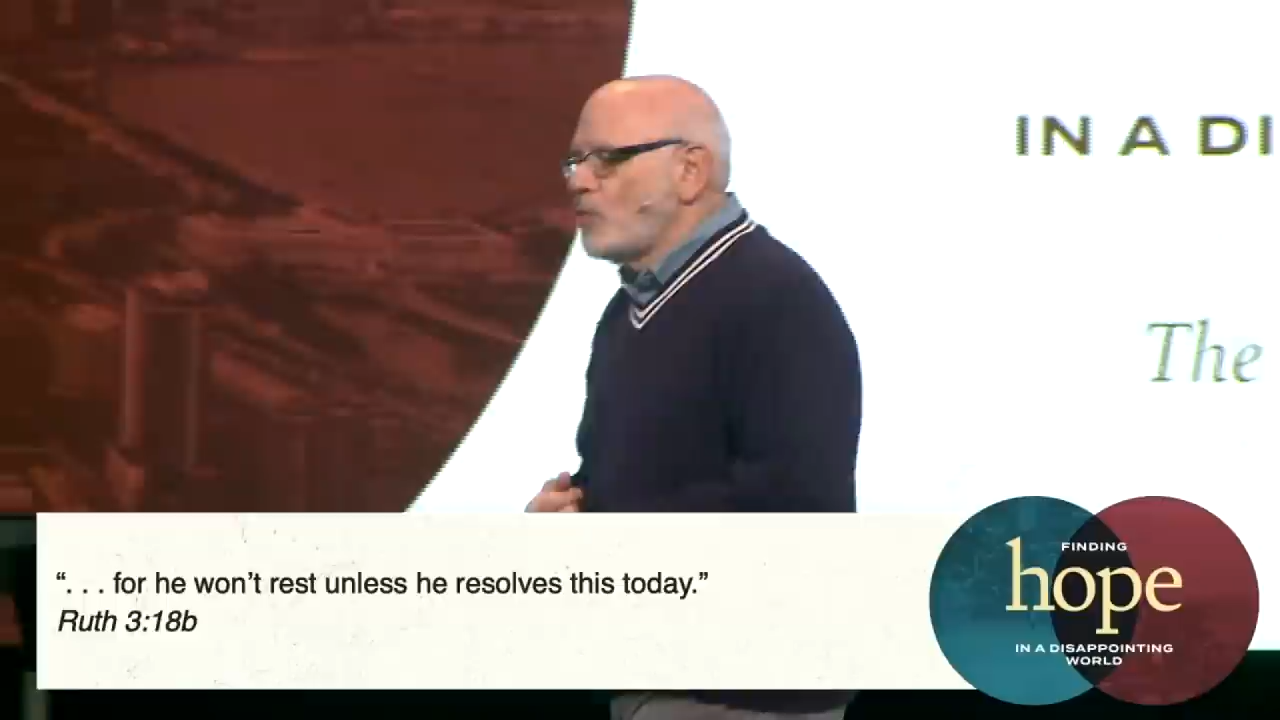 IN A DI
The
“. . . for he won’t rest unless he resolves this today.”
Ruth 3:18b
FINDING
hope
IN A DISAPPOINTING
WORLD